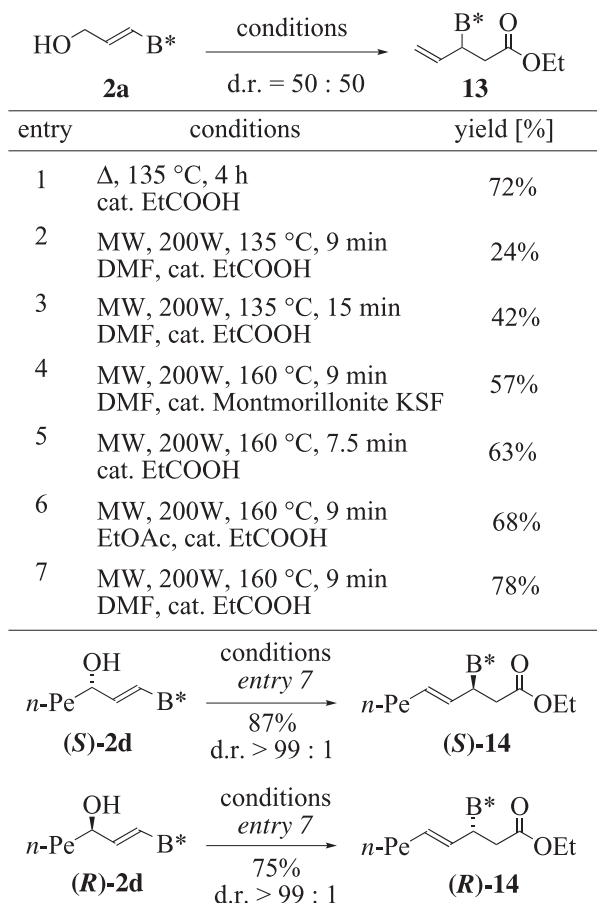 HO
B*
2a
conditions
d.r. = 50 : 50
B*
O
OEt
13
entry conditions yield [%]
1 Δ, 135 °C, 4 h
cat. EtCOOH
72%
2 MW, 200W, 135 °C, 9 min
DMF, cat. EtCOOH
24%
3 MW, 200W, 135 °C, 15 min
DMF, cat. EtCOOH
42%
4 MW, 200W, 160 °C, 9 min
DMF, cat. Montmorillonite KSF
57%
5 MW, 200W, 160 °C, 7.5 min
cat. EtCOOH
63%
6 MW, 200W, 160 °C, 9 min
EtOAc, cat. EtCOOH
68%
7 MW, 200W, 160 °C, 9 min
DMF, cat. EtCOOH
78%
OH
n-Pe
B*
(S)-2d
conditions
entry 7
87%
d.r. > 99 : 1
B*
O
n-Pe
OEt
(S)-14
OH
n-Pe
B*
(R)-2d
conditions
entry 7
75%
d.r. > 99 : 1
B*
O
n-Pe
OEt
(R)-14